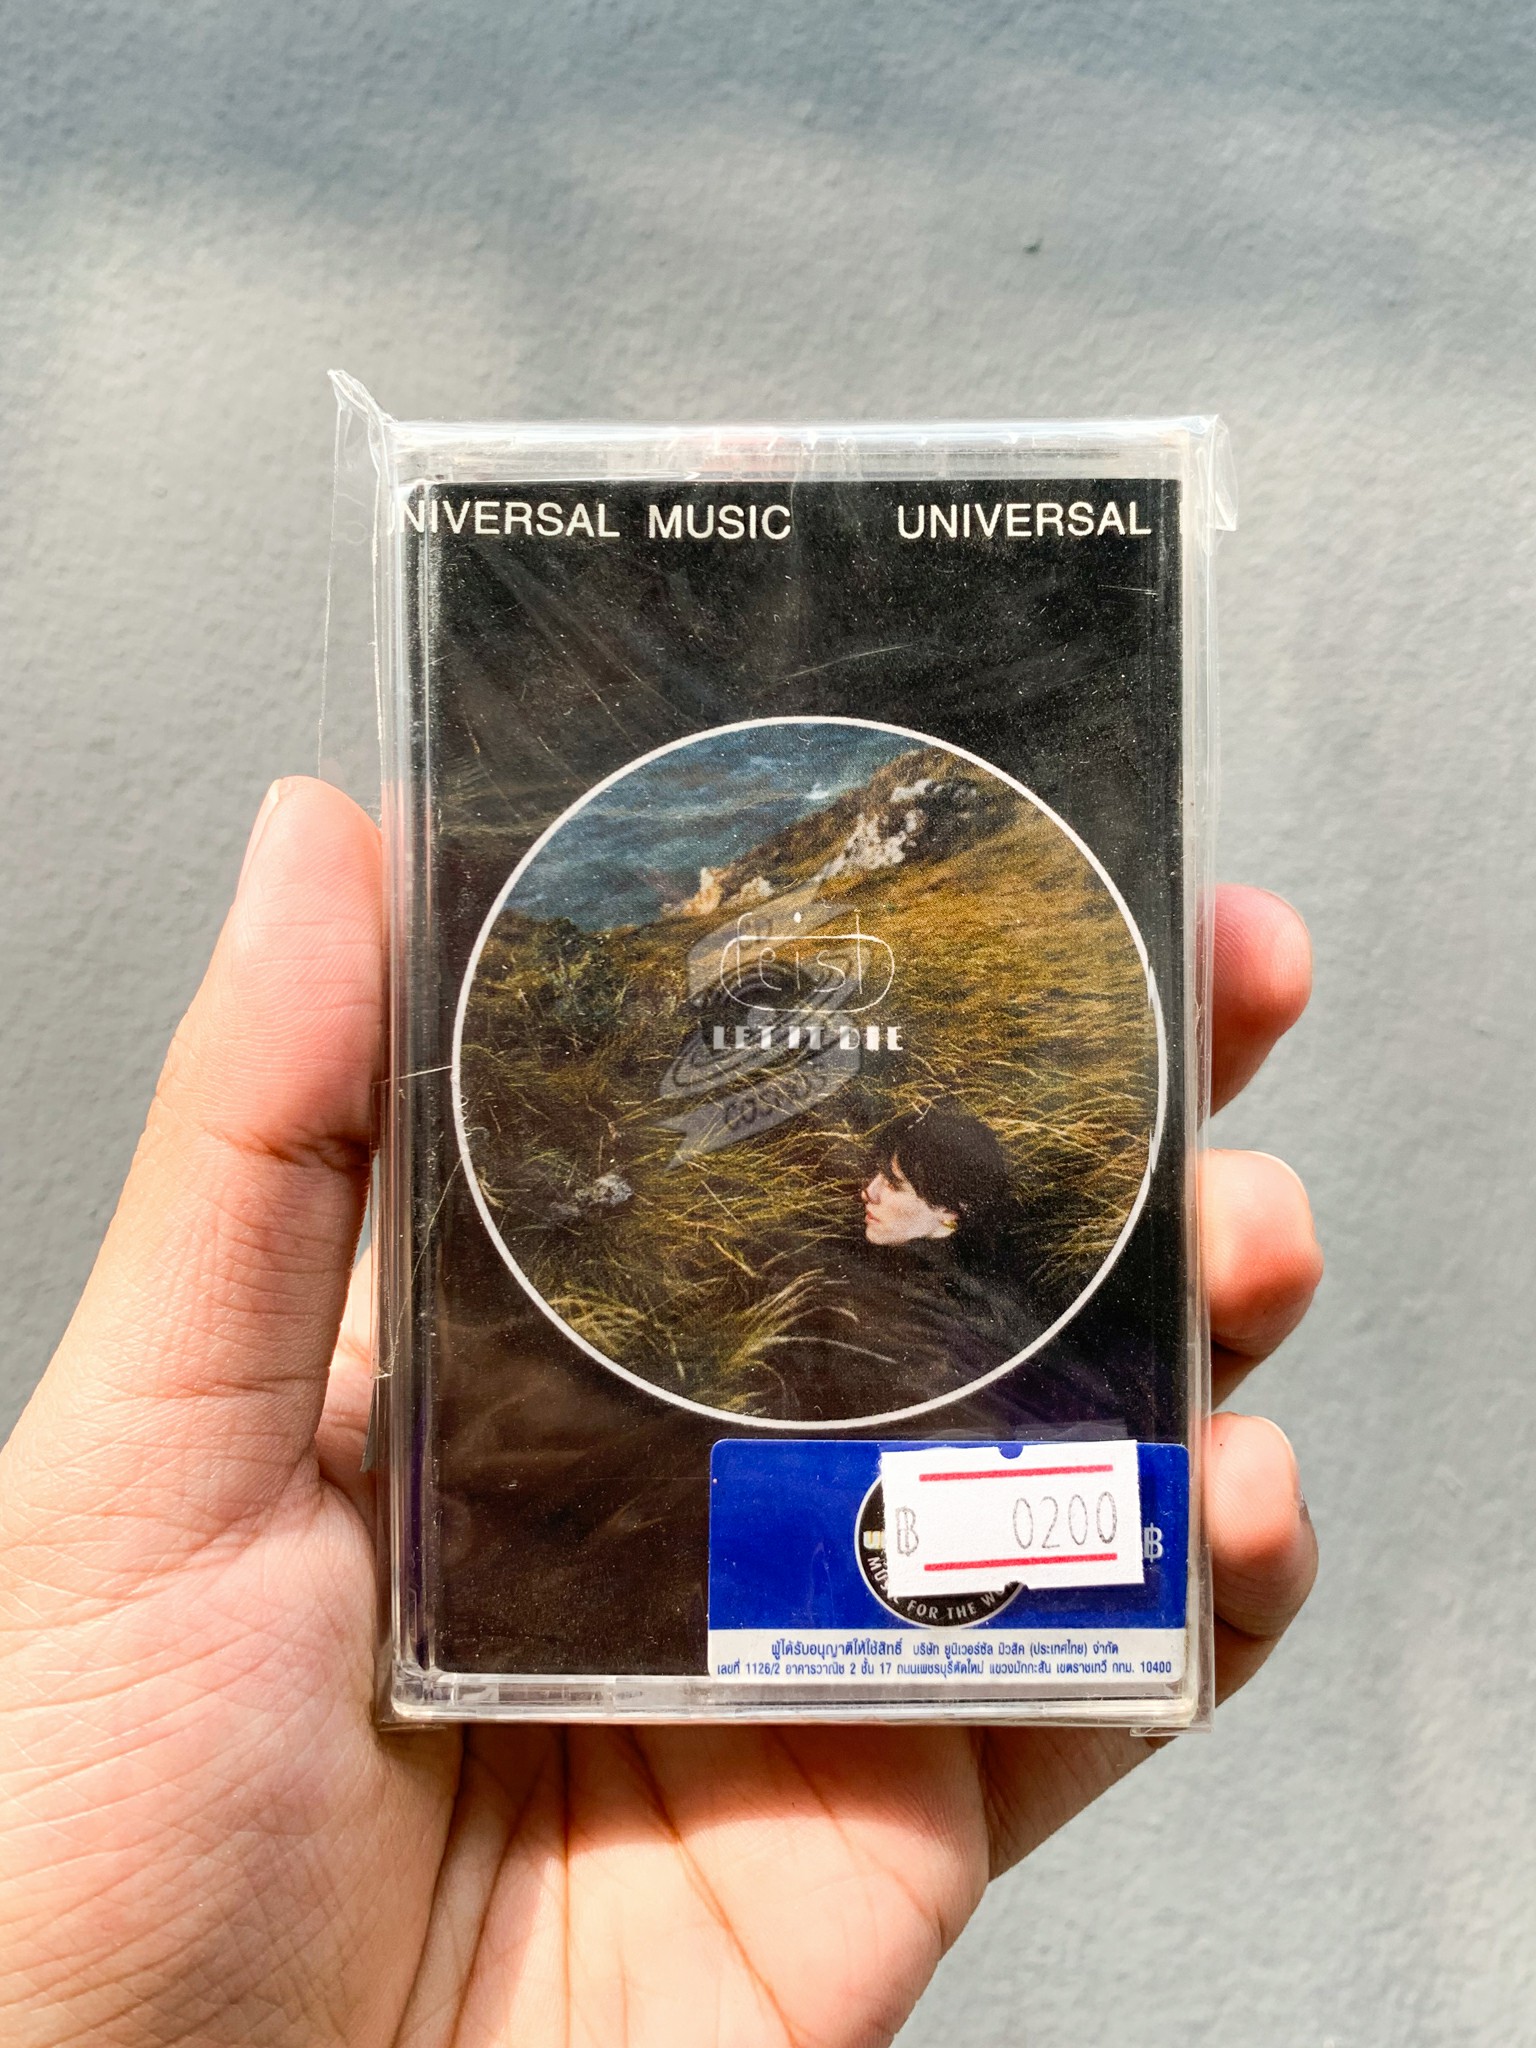 NIVERSAL MUSIC UNIVERSAL
feist
LET IT DIE
COSMOS
฿ 0200 ฿
FOR THE
ผู้ได้รับอนุญาติให้ใช้สิทธิ์ บริษัท ยูนิเวอร์ซัล มิวสิค (ประเทศไทย) จำกัด
เลขที่ 1126/2 อาคารวานิช 2 ชั้น 17 ถนนเพชรบุรีตัดใหม่ แขวงมักกะสัน เขตราชเทวี กทม. 10400